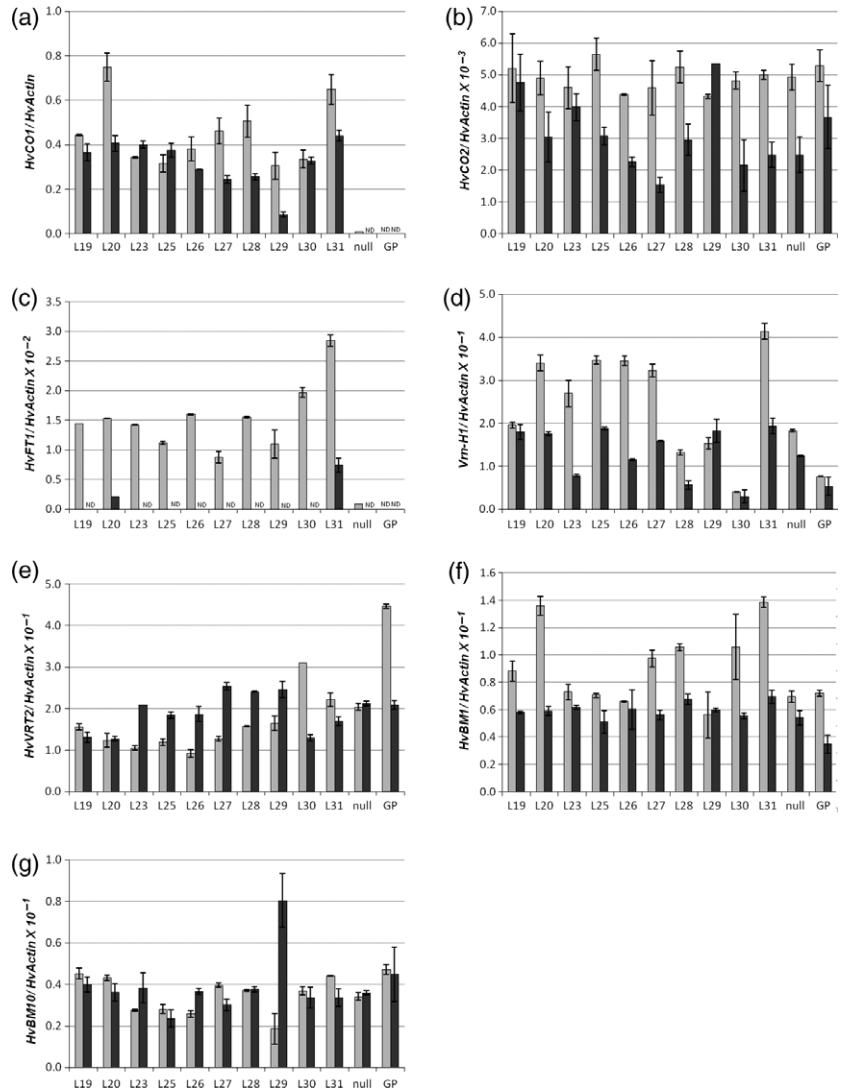 (a)
HvCO1/HvActin
1.0
0.8
0.6
0.4
0.2
0.0
ND
ND ND
L19 L20 L23 L25 L26 L27 L28 L29 L30 L31 null GP
(b)
HvCO2/HvActin X 10⁻³
7.0
6.0
5.0
4.0
3.0
2.0
1.0
0.0
L19 L20 L23 L25 L26 L27 L28 L29 L30 L31 null GP
(c)
HvFT1/HvActin X 10⁻²
3.5
3.0
2.5
2.0
1.5
1.0
0.5
0.0
ND ND ND ND ND ND ND ND ND ND ND
L19 L20 L23 L25 L26 L27 L28 L29 L30 L31 null GP
(d)
Vrn-H1/HvActin X 10⁻¹
5.0
4.0
3.0
2.0
1.0
0.0
L19 L20 L23 L25 L26 L27 L28 L29 L30 L31 null GP
(e)
HvVRT2/HvActin X 10⁻¹
5.0
4.0
3.0
2.0
1.0
0.0
L19 L20 L23 L25 L26 L27 L28 L29 L30 L31 null GP
(f)
HvBM1/HvActin X 10⁻¹
1.6
1.4
1.2
1.0
0.8
0.6
0.4
0.2
0.0
L19 L20 L23 L25 L26 L27 L28 L29 L30 L31 null GP
(g)
HvBM10/HvActin X 10⁻¹
1.0
0.8
0.6
0.4
0.2
0.0
L19 L20 L23 L25 L26 L27 L28 L29 L30 L31 null GP